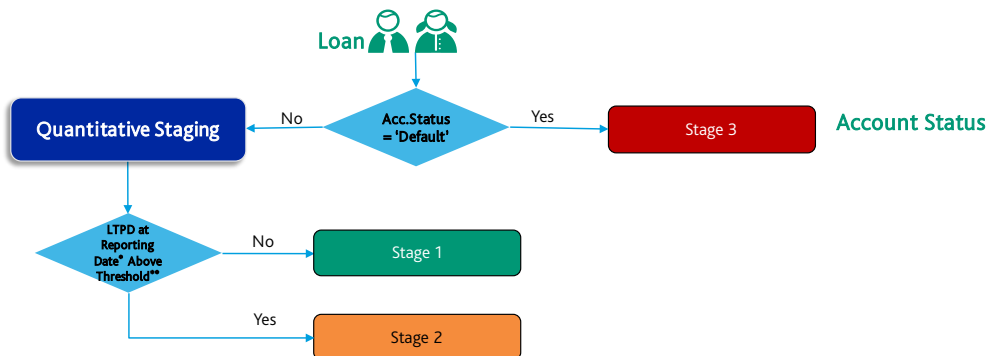 Loan
Acc.Status
= 'Default'
No
Yes
Quantitative Staging
Stage 3
Account Status
LTPD at
Reporting
Date* Above
Threshold**
No
Stage 1
Yes
Stage 2